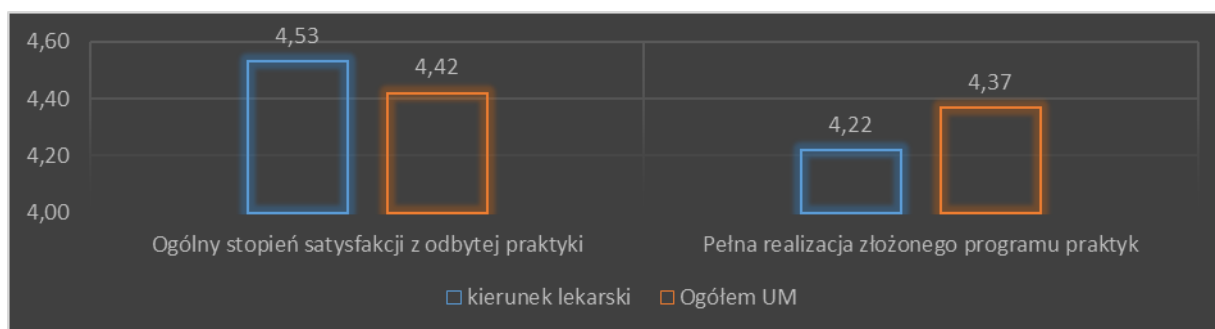 4,60
4,40
4,20
4,00
4,53
4,42
4,22
4,37
Ogólny stopień satysfakcji z odbytej praktyki
Pełna realizacja złożonego programu praktyk
kierunek lekarski
Ogółem UM